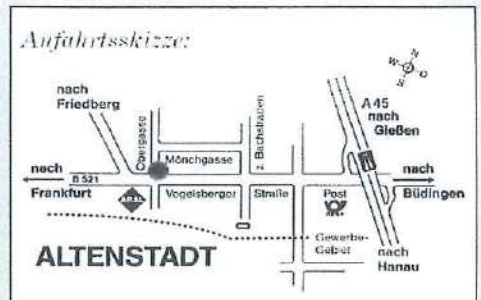 Anfahrtsskizze:
N
W
O
S
nach
Friedberg
A 45
nach
Gießen
Obergasse
Mönchgasse
z. Bachstaden
nach
Frankfurt
B 521
ARAL
Vogelsberger Straße
Post
nach
Büdingen
Gewerbe-
Gebiet
ALTENSTADT
nach
Hanau